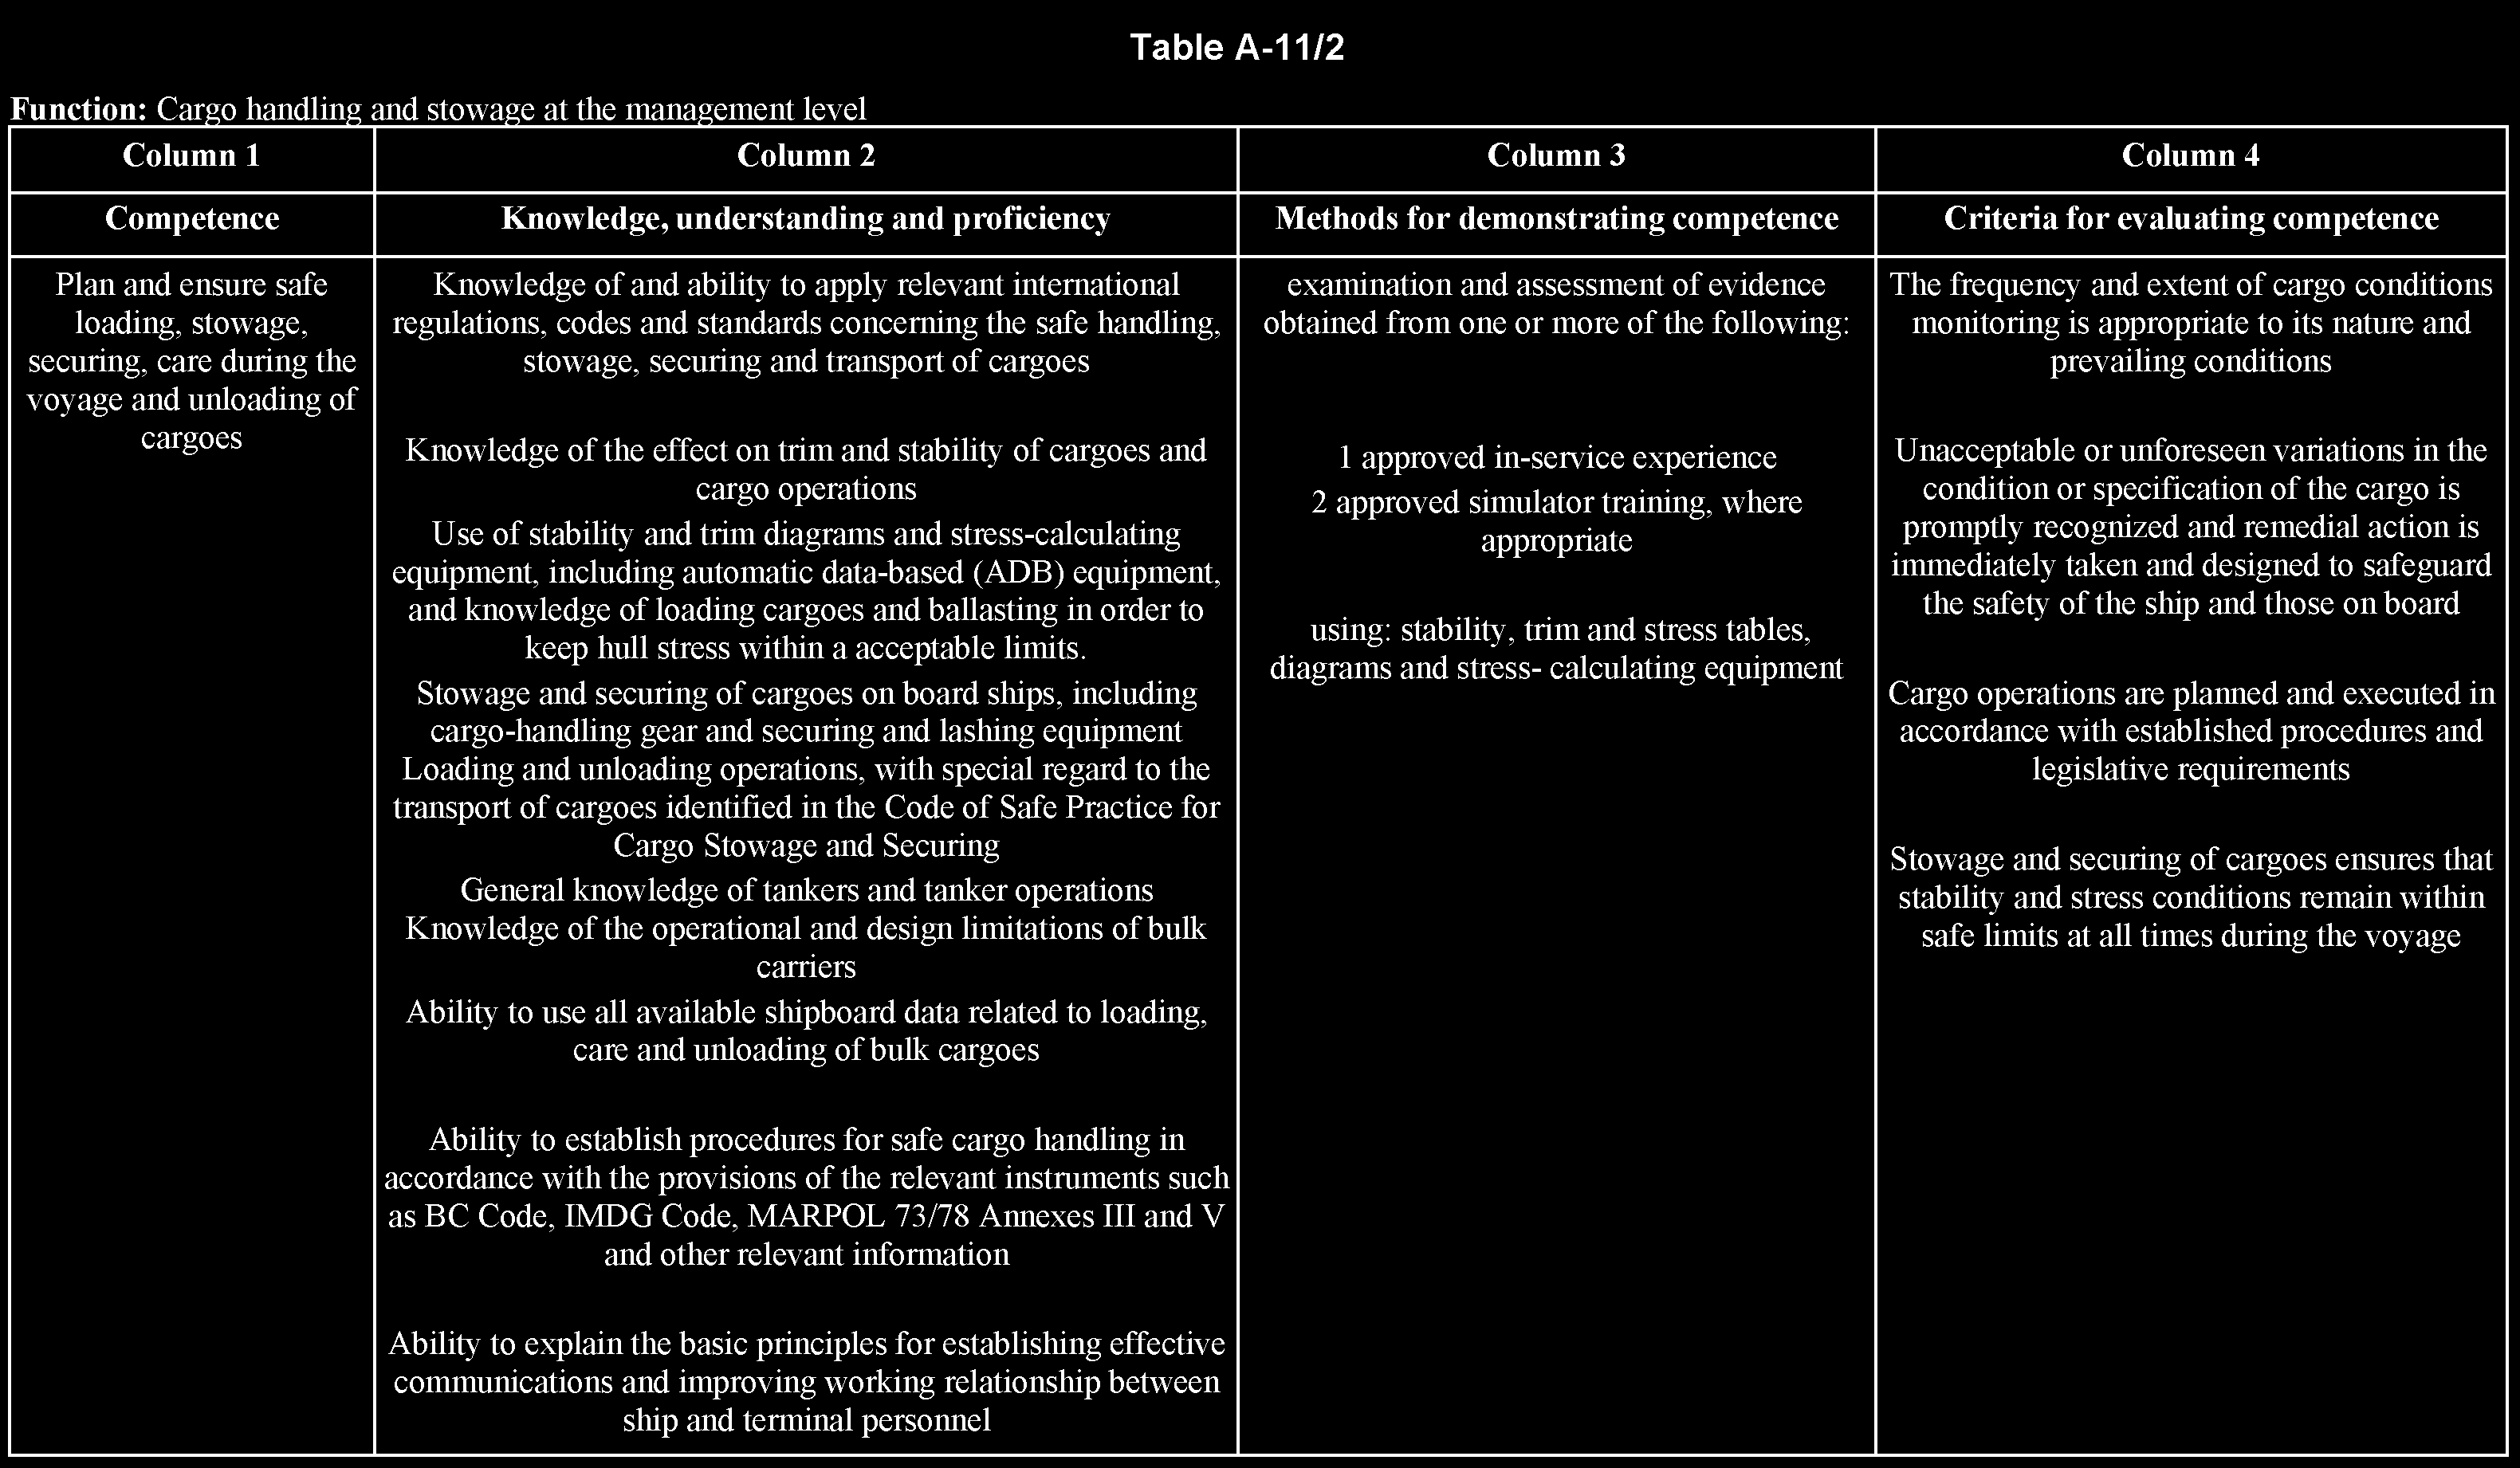 Table A-11/2
Function: Cargo handling and stowage at the management level
Column 1
Column 2
Column 3
Column 4
Competence
Knowledge, understanding and proficiency
Methods for demonstrating competence
Criteria for evaluating competence
Plan and ensure safe
loading, stowage,
securing, care during the
voyage and unloading of
cargoes
Knowledge of and ability to apply relevant international
regulations, codes and standards concerning the safe handling,
stowage, securing and transport of cargoes
Knowledge of the effect on trim and stability of cargoes and
cargo operations
Use of stability and trim diagrams and stress-calculating
equipment, including automatic data-based (ADB) equipment,
and knowledge of loading cargoes and ballasting in order to
keep hull stress within a acceptable limits.
Stowage and securing of cargoes on board ships, including
cargo-handling gear and securing and lashing equipment
Loading and unloading operations, with special regard to the
transport of cargoes identified in the Code of Safe Practice for
Cargo Stowage and Securing
General knowledge of tankers and tanker operations
Knowledge of the operational and design limitations of bulk
carriers
Ability to use all available shipboard data related to loading,
care and unloading of bulk cargoes
Ability to establish procedures for safe cargo handling in
accordance with the provisions of the relevant instruments such
as BC Code, IMDG Code, MARPOL 73/78 Annexes III and V
and other relevant information
Ability to explain the basic principles for establishing effective
communications and improving working relationship between
ship and terminal personnel
examination and assessment of evidence
obtained from one or more of the following:
1 approved in-service experience
2 approved simulator training, where
appropriate
using: stability, trim and stress tables,
diagrams and stress- calculating equipment
The frequency and extent of cargo conditions
monitoring is appropriate to its nature and
prevailing conditions
Unacceptable or unforeseen variations in the
condition or specification of the cargo is
promptly recognized and remedial action is
immediately taken and designed to safeguard
the safety of the ship and those on board
Cargo operations are planned and executed in
accordance with established procedures and
legislative requirements
Stowage and securing of cargoes ensures that
stability and stress conditions remain within
safe limits at all times during the voyage